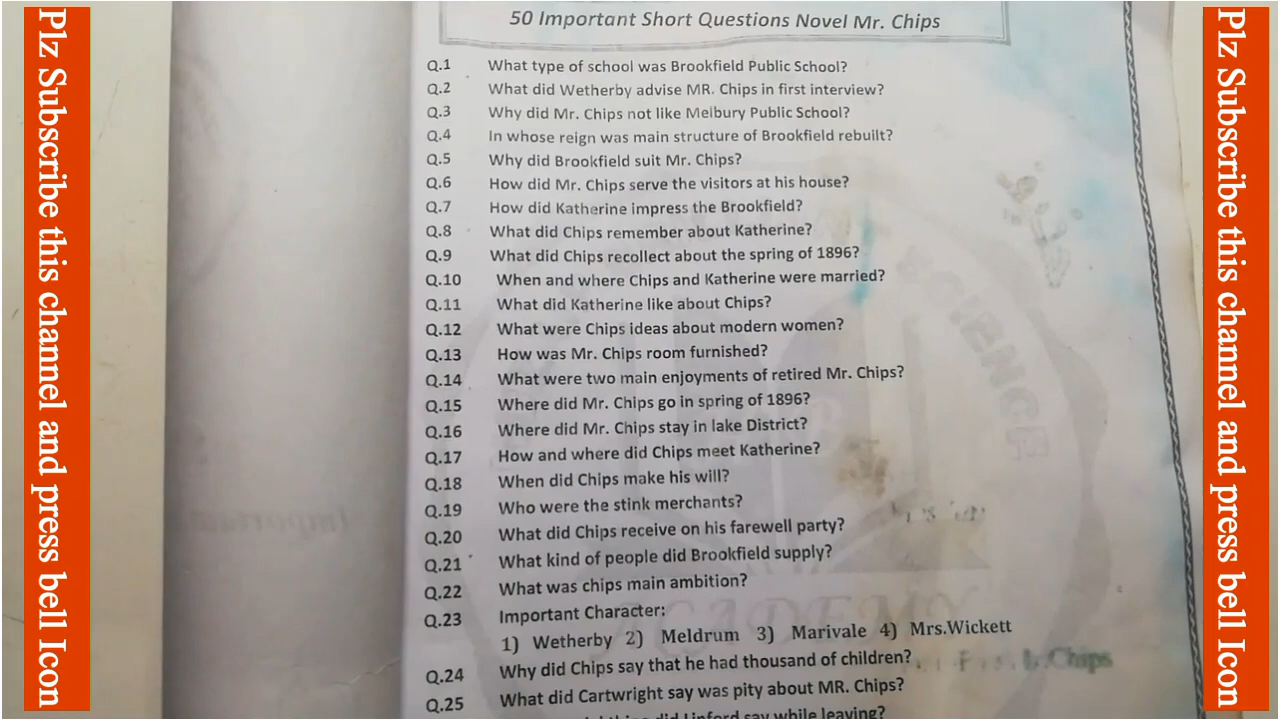 Plz Subscribe this channel and press bell Icon
50 Important Short Questions Novel Mr. Chips
Q.1 What type of school was Brookfield Public School?
Q.2 What did Wetherby advise MR. Chips in first interview?
Q.3 Why did Mr. Chips not like Melbury Public School?
Q.4 In whose reign was main structure of Brookfield rebuilt?
Q.5 Why did Brookfield suit Mr. Chips?
Q.6 How did Mr. Chips serve the visitors at his house?
Q.7 How did Katherine impress the Brookfield?
Q.8 What did Chips remember about Katherine?
Q.9 What did Chips recollect about the spring of 1896?
Q.10 When and where Chips and Katherine were married?
Q.11 What did Katherine like about Chips?
Q.12 What were Chips ideas about modern women?
Q.13 How was Mr. Chips room furnished?
Q.14 What were two main enjoyments of retired Mr. Chips?
Q.15 Where did Mr. Chips go in spring of 1896?
Q.16 Where did Mr. Chips stay in lake District?
Q.17 How and where did Chips meet Katherine?
Q.18 When did Chips make his will?
Q.19 Who were the stink merchants?
Q.20 What did Chips receive on his farewell party?
Q.21 What kind of people did Brookfield supply?
Q.22 What was chips main ambition?
Q.23 Important Character:
1) Wetherby 2) Meldrum 3) Marivale 4) Mrs.Wickett
Q.24 Why did Chips say that he had thousand of children?
Q.25 What did Cartwright say was pity about MR. Chips?
did Linford say while leaving?
SCIENCE
ACADEMY
Chips
Plz Subscribe this channel and press bell Icon